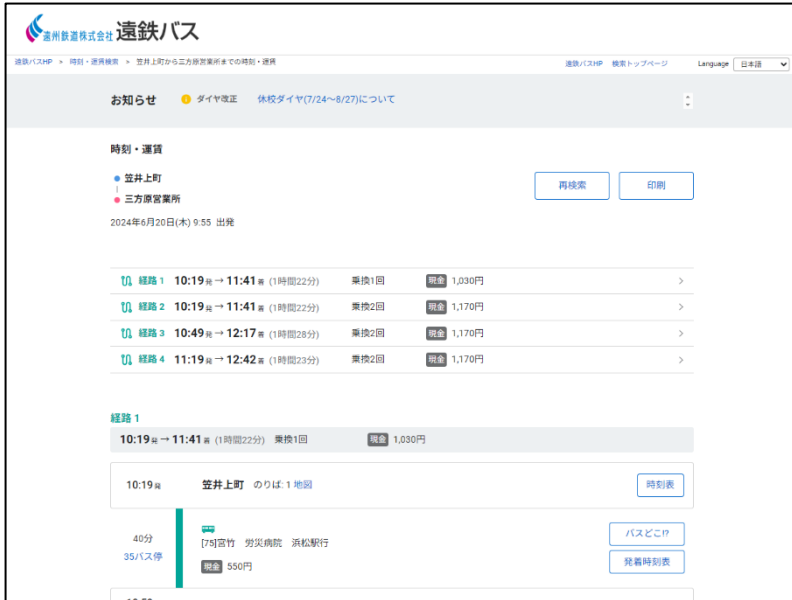 遠州鉄道株式会社 遠鉄バス
遠鉄バスHP > 時刻・運賃検索 > 笠井上町から三方原営業所までの時刻・運賃 遠鉄バスHP 検索トップページ Language 日本語
お知らせ ダイヤ改正 休校ダイヤ(7/24～8/27)について
時刻・運賃
笠井上町
三方原営業所
再検索 印刷
2024年6月20日(木) 9:55 出発
経路 1 10:19発→11:41着 (1時間22分) 乗換1回 現金 1,030円
経路 2 10:19発→11:41着 (1時間22分) 乗換2回 現金 1,170円
経路 3 10:49発→12:17着 (1時間28分) 乗換2回 現金 1,170円
経路 4 11:19発→12:42着 (1時間23分) 乗換2回 現金 1,170円
経路 1
10:19発→11:41着 (1時間22分) 乗換1回 現金 1,030円
10:19発 笠井上町 のりば: 1 地図 時刻表
40分
35バス停
[75]宮竹 労災病院 浜松駅行
現金 550円
バスどこ!?
発着時刻表